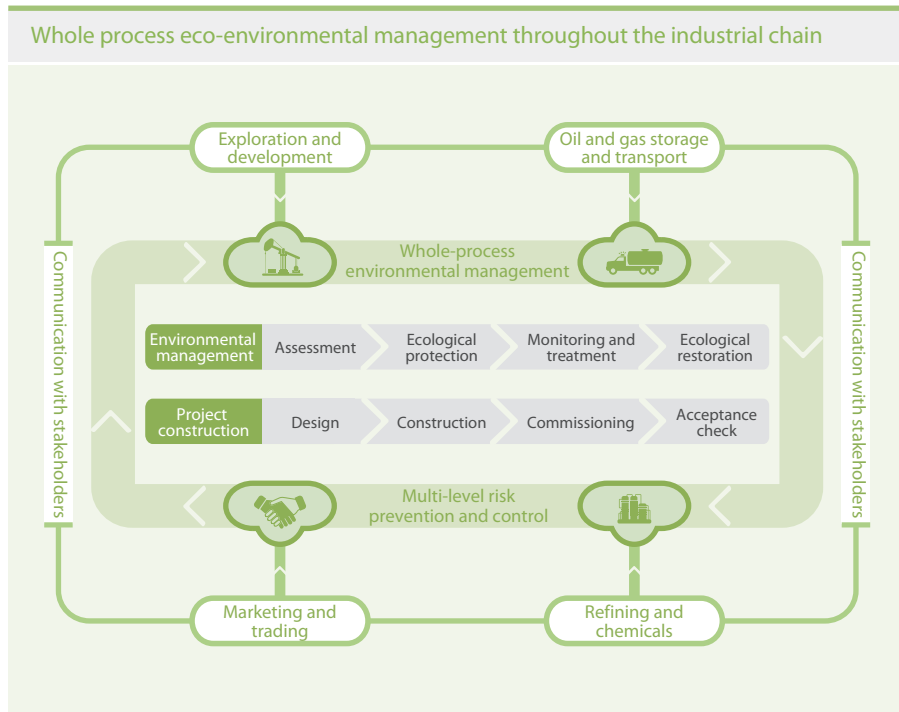 Whole process eco-environmental management throughout the industrial chain
Exploration and
development
Oil and gas storage
and transport
Communication with stakeholders
Whole-process
environmental management
Communication with stakeholders
Environmental
management
Assessment
Ecological
protection
Monitoring and
treatment
Ecological
restoration
Project
construction
Design
Construction
Commissioning
Acceptance
check
Multi-level risk
prevention and control
Marketing and
trading
Refining and
chemicals